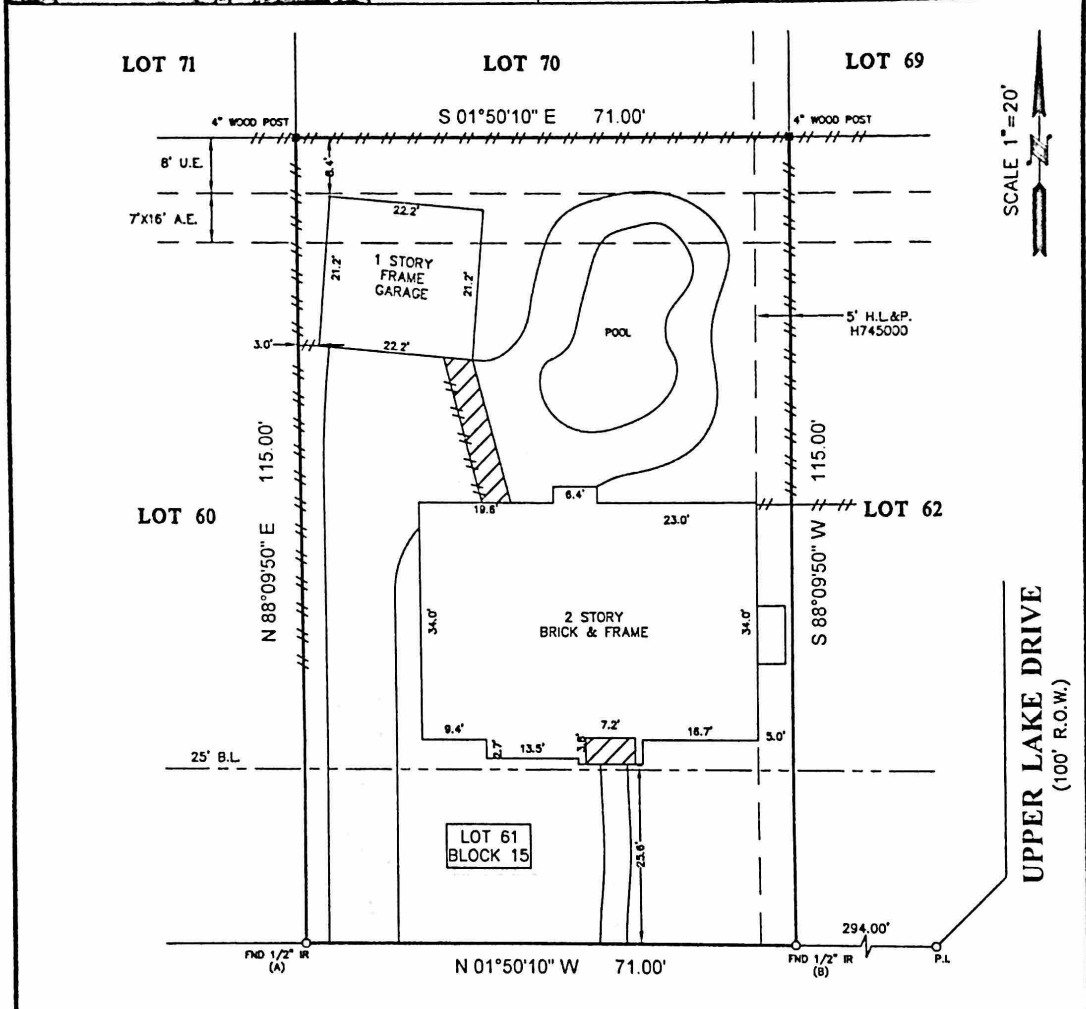 LOT 71
LOT 70
LOT 69
4" WOOD POST
S 01°50'10" E 71.00'
4" WOOD POST
SCALE 1"=20'
N
8' U.E.
8.4'
7'X16' A.E.
22.2'
21.2'
1 STORY
FRAME
GARAGE
21.2'
POOL
5' H.L.&P.
H745000
3.0'
22.2'
N 88°09'50" E 115.00'
S 88°09'50" W 115.00'
LOT 60
6.4'
19.6'
23.0'
LOT 62
34.0'
2 STORY
BRICK & FRAME
34.0'
UPPER LAKE DRIVE
(100' R.O.W.)
9.4'
2.7'
13.5'
7.2'
16.7'
5.0'
25' B.L.
LOT 61
BLOCK 15
25.6'
294.00'
FND 1/2" IR
(A)
N 01°50'10" W 71.00'
FND 1/2" IR
(B)
P.I.